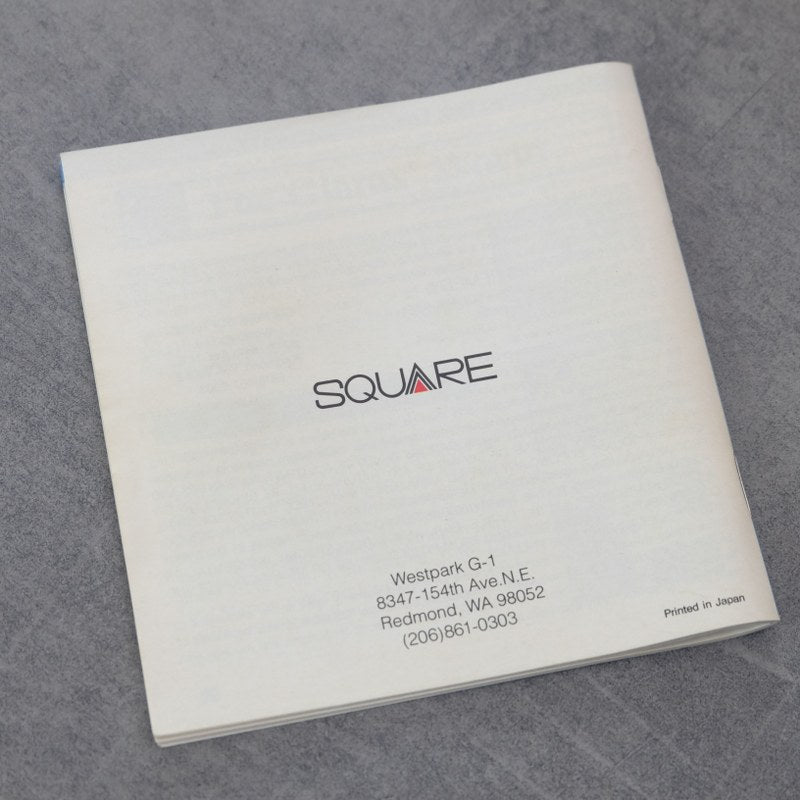 SQUARE
Westpark G-1
8347-154th Ave.N.E.
Redmond, WA 98052
(206)861-0303
Printed in Japan